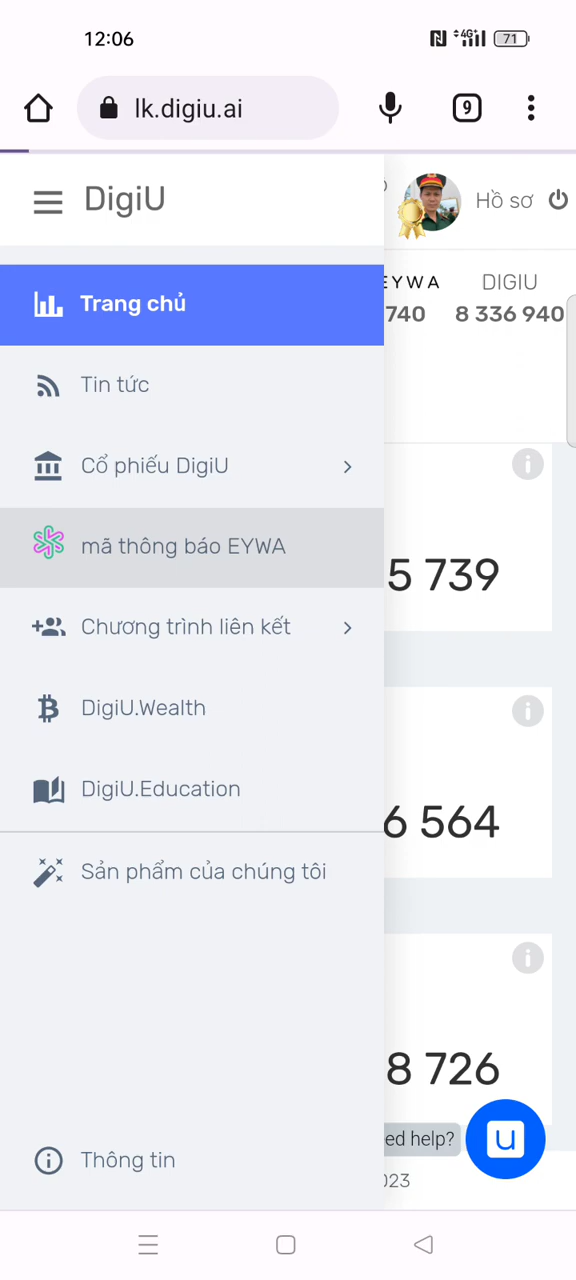 12:06
4G+
71
lk.digiu.ai
9
DigiU
Hồ sơ
Trang chủ
EYWA
DIGIU
740
8 336 940
Tin tức
Cổ phiếu DigiU
mã thông báo EYWA
5 739
Chương trình liên kết
DigiU.Wealth
DigiU.Education
6 564
Sản phẩm của chúng tôi
8 726
ed help?
Thông tin
023